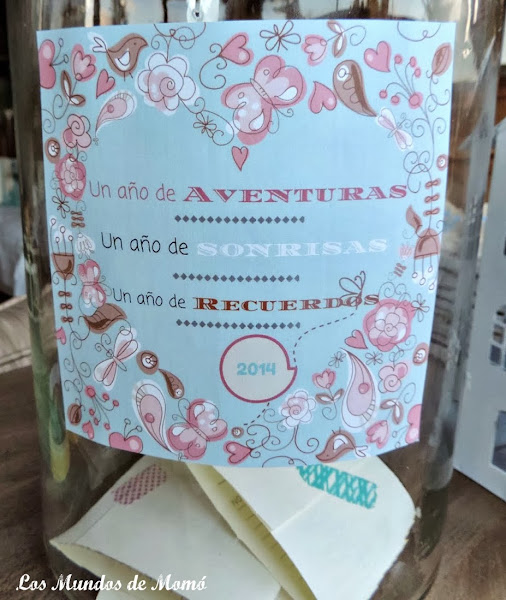 Un año de AVENTURAS
Un año de SONRISAS
Un año de RECUERDOS
2014
Los Mundos de Momó